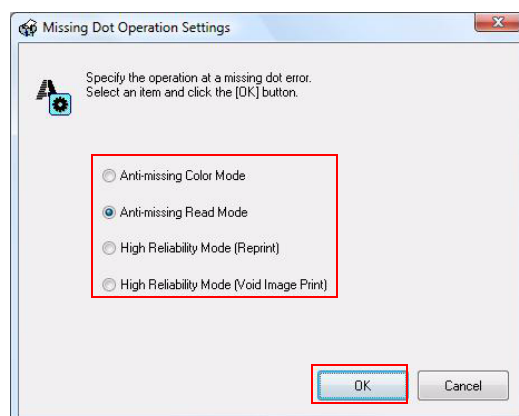 Missing Dot Operation Settings
Specify the operation at a missing dot error.
Select an item and click the [OK] button.
Anti-missing Color Mode
Anti-missing Read Mode
High Reliability Mode (Reprint)
High Reliability Mode (Void Image Print)
OK Cancel